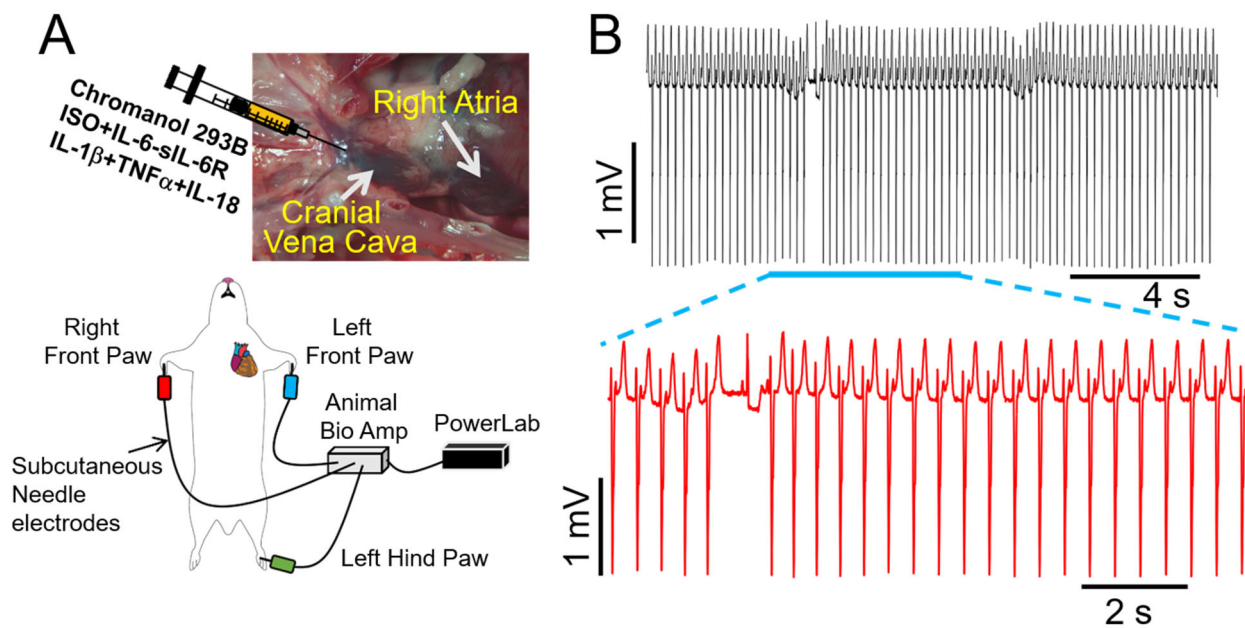 A
Chromanol 293B
ISO+IL-6-sIL-6R
IL-1β+TNFα+IL-18
Right Atria
Cranial
Vena Cava
Right
Front Paw
Left
Front Paw
Animal
Bio Amp
PowerLab
Subcutaneous
Needle
electrodes
Left Hind Paw
B
1 mV
4 s
1 mV
2 s